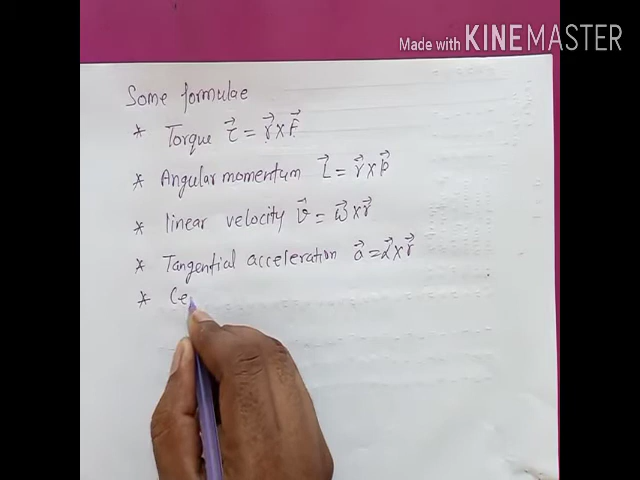 Made with KINEMASTER
Some formulae
* Torque τ⃗ = r⃗ × F⃗
* Angular momentum L⃗ = r⃗ × p⃗
* linear velocity v⃗ = ω⃗ × r⃗
* Tangential acceleration a⃗ = α⃗ × r⃗
* Ce